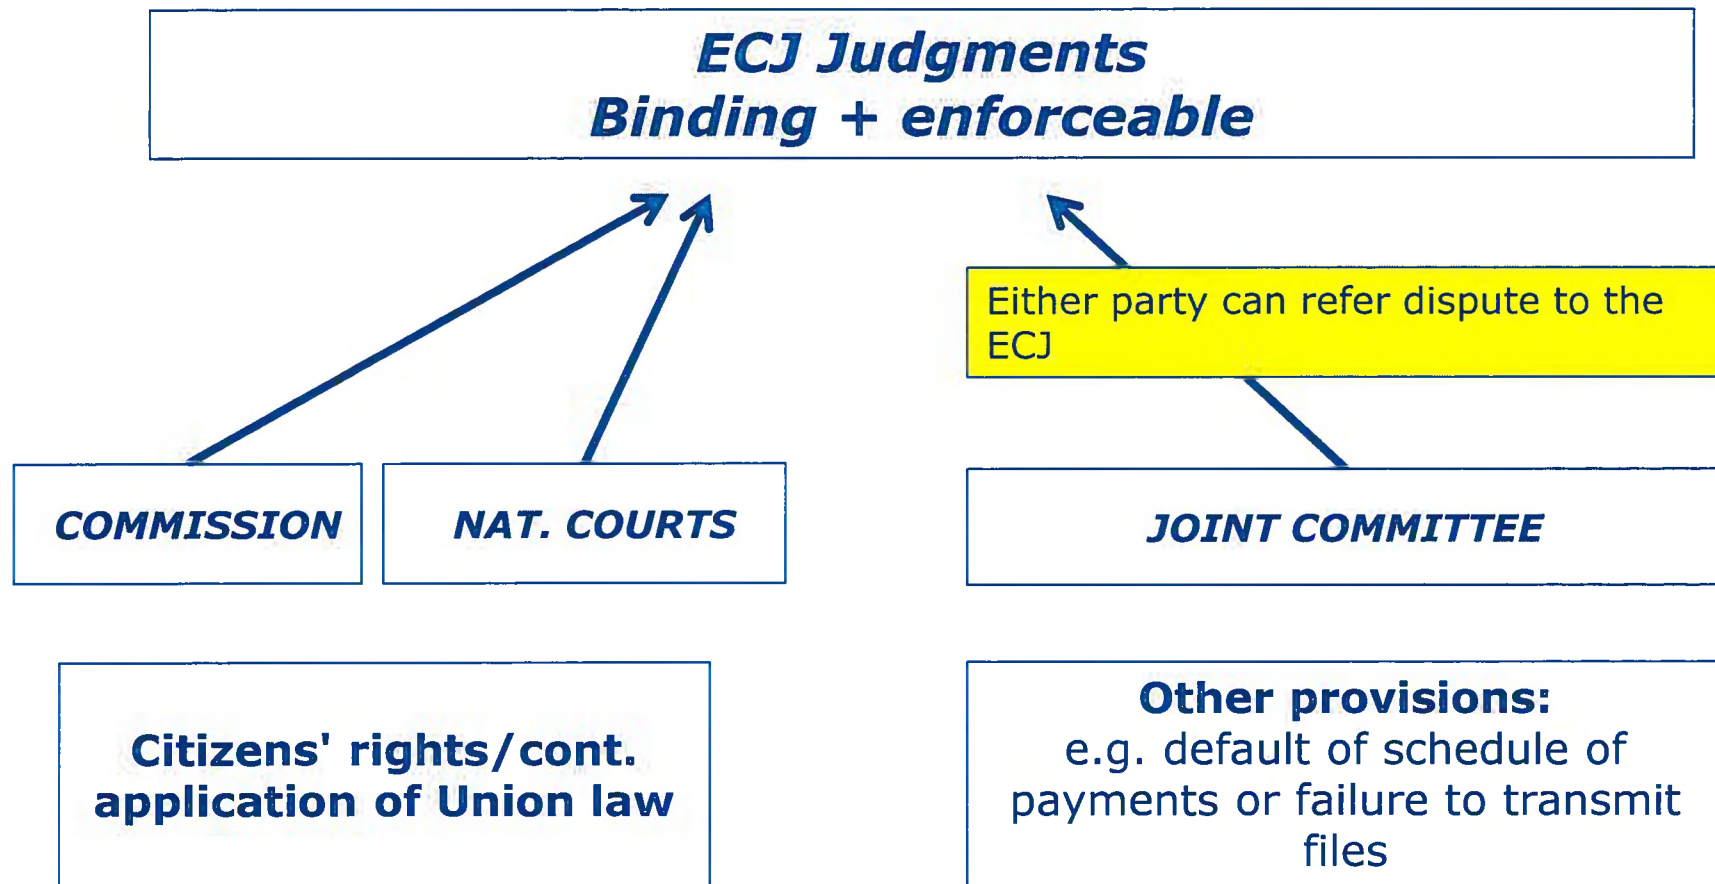 ECJ Judgments
Binding + enforceable
Either party can refer dispute to the
ECJ
COMMISSION
NAT. COURTS
JOINT COMMITTEE
Citizens' rights/cont.
application of Union law
Other provisions:
e.g. default of schedule of
payments or failure to transmit
files